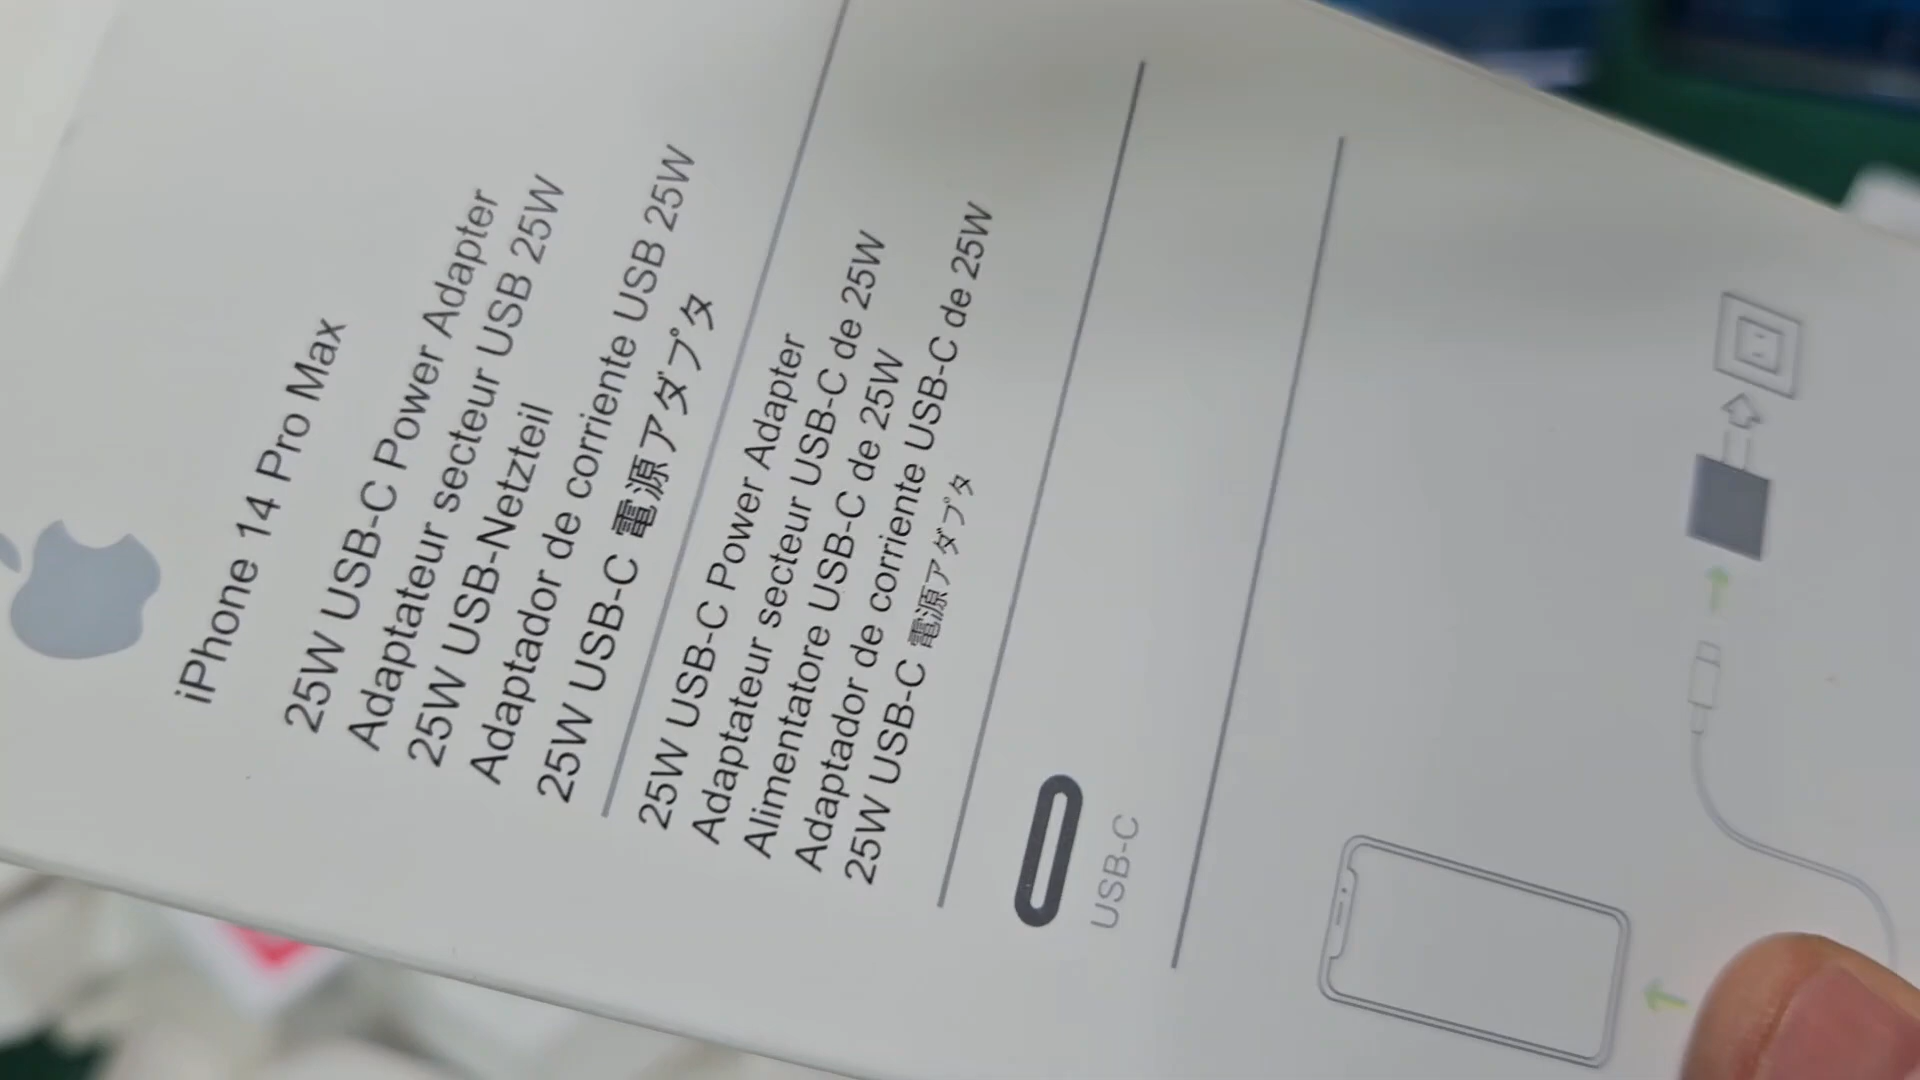 iPhone 14 Pro Max
25W USB-C Power Adapter
Adaptateur secteur USB 25W
25W USB-Netzteil
Adaptador de corriente USB 25W
25W USB-C 電源アダプタ
25W USB-C Power Adapter
Adaptateur secteur USB-C de 25W
Alimentatore USB-C de 25W
Adaptador de corriente USB-C de 25W
25W USB-C 電源アダプタ
USB-C